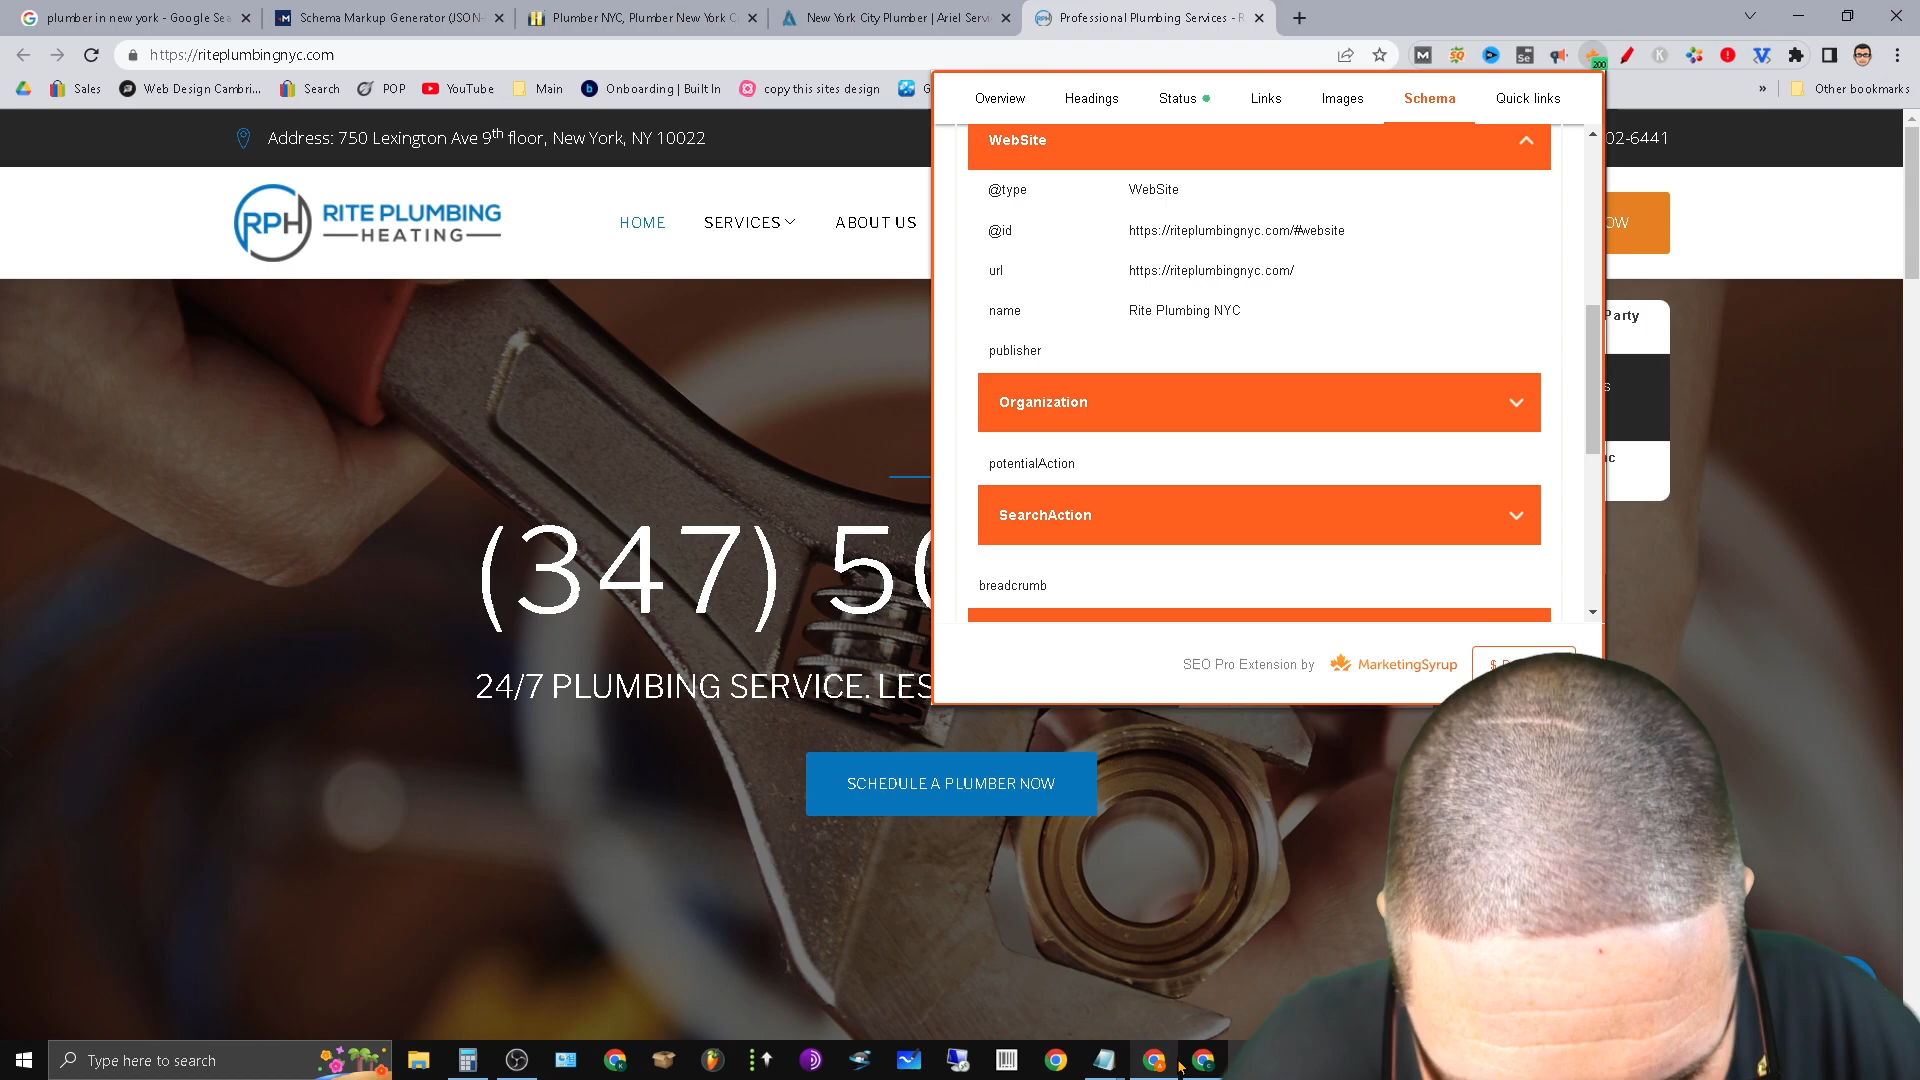 plumber in new york - Google Sea
Schema Markup Generator (JSON-
Plumber NYC, Plumber New York C
New York City Plumber | Ariel Servi
Professional Plumbing Services - R
https://riteplumbingnyc.com
Sales
Web Design Cambri...
Search
POP
YouTube
Main
Onboarding | Built In
copy this sites design
G
»
Other bookmarks
200
Address: 750 Lexington Ave 9th floor, New York, NY 10022
02-6441
RPH RITE PLUMBING
HEATING
HOME
SERVICES
ABOUT US
OW
Party
s
(347) 50
24/7 PLUMBING SERVICE. LES
SCHEDULE A PLUMBER NOW
Overview
Headings
Status
Links
Images
Schema
Quick links
WebSite
@type WebSite
@id https://riteplumbingnyc.com/#website
url https://riteplumbingnyc.com/
name Rite Plumbing NYC
publisher
Organization
potentialAction
SearchAction
breadcrumb
SEO Pro Extension by MarketingSyrup
Type here to search